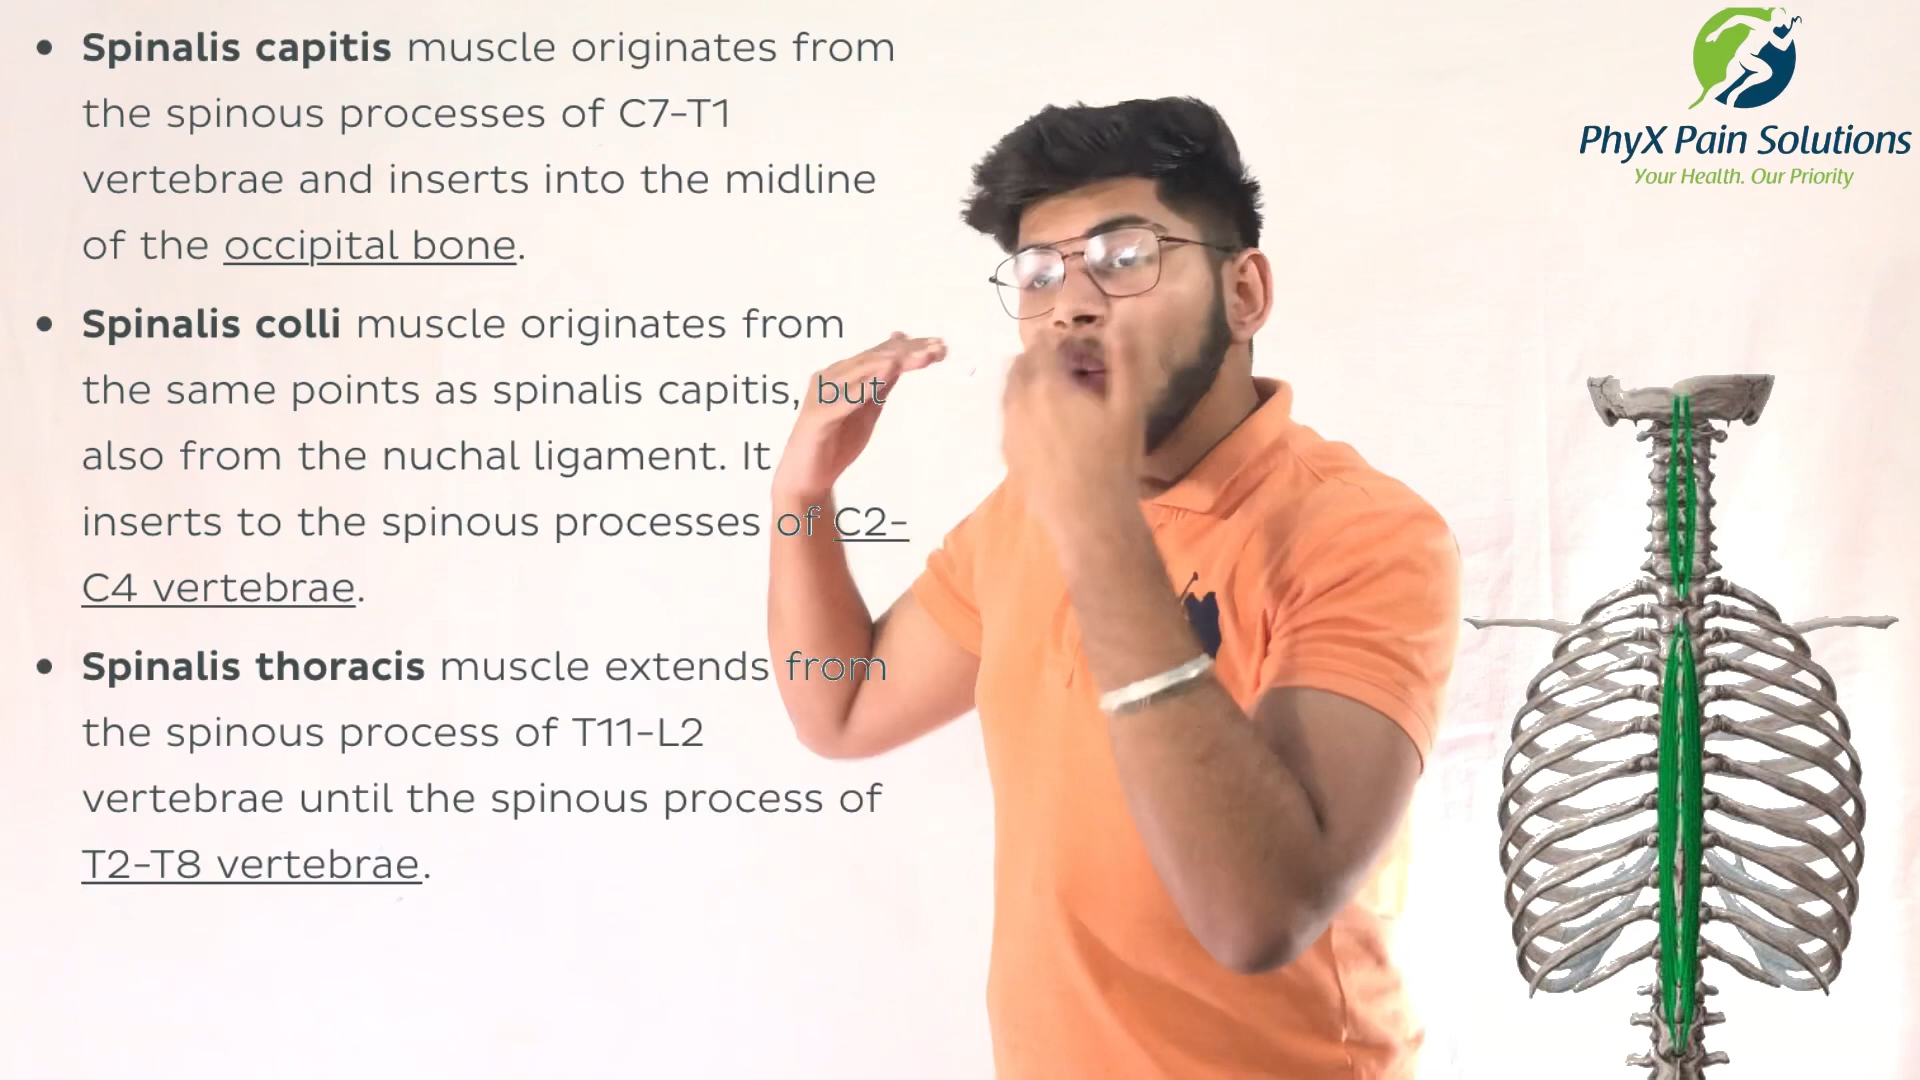 Spinalis capitis muscle originates from
the spinous processes of C7-T1
vertebrae and inserts into the midline
of the occipital bone.
Spinalis colli muscle originates from
the same points as spinalis capitis, but
also from the nuchal ligament. It
inserts to the spinous processes of C2-
C4 vertebrae.
Spinalis thoracis muscle extends from
the spinous process of T11-L2
vertebrae until the spinous process of
T2-T8 vertebrae.
PhyX Pain Solutions
Your Health. Our Priority